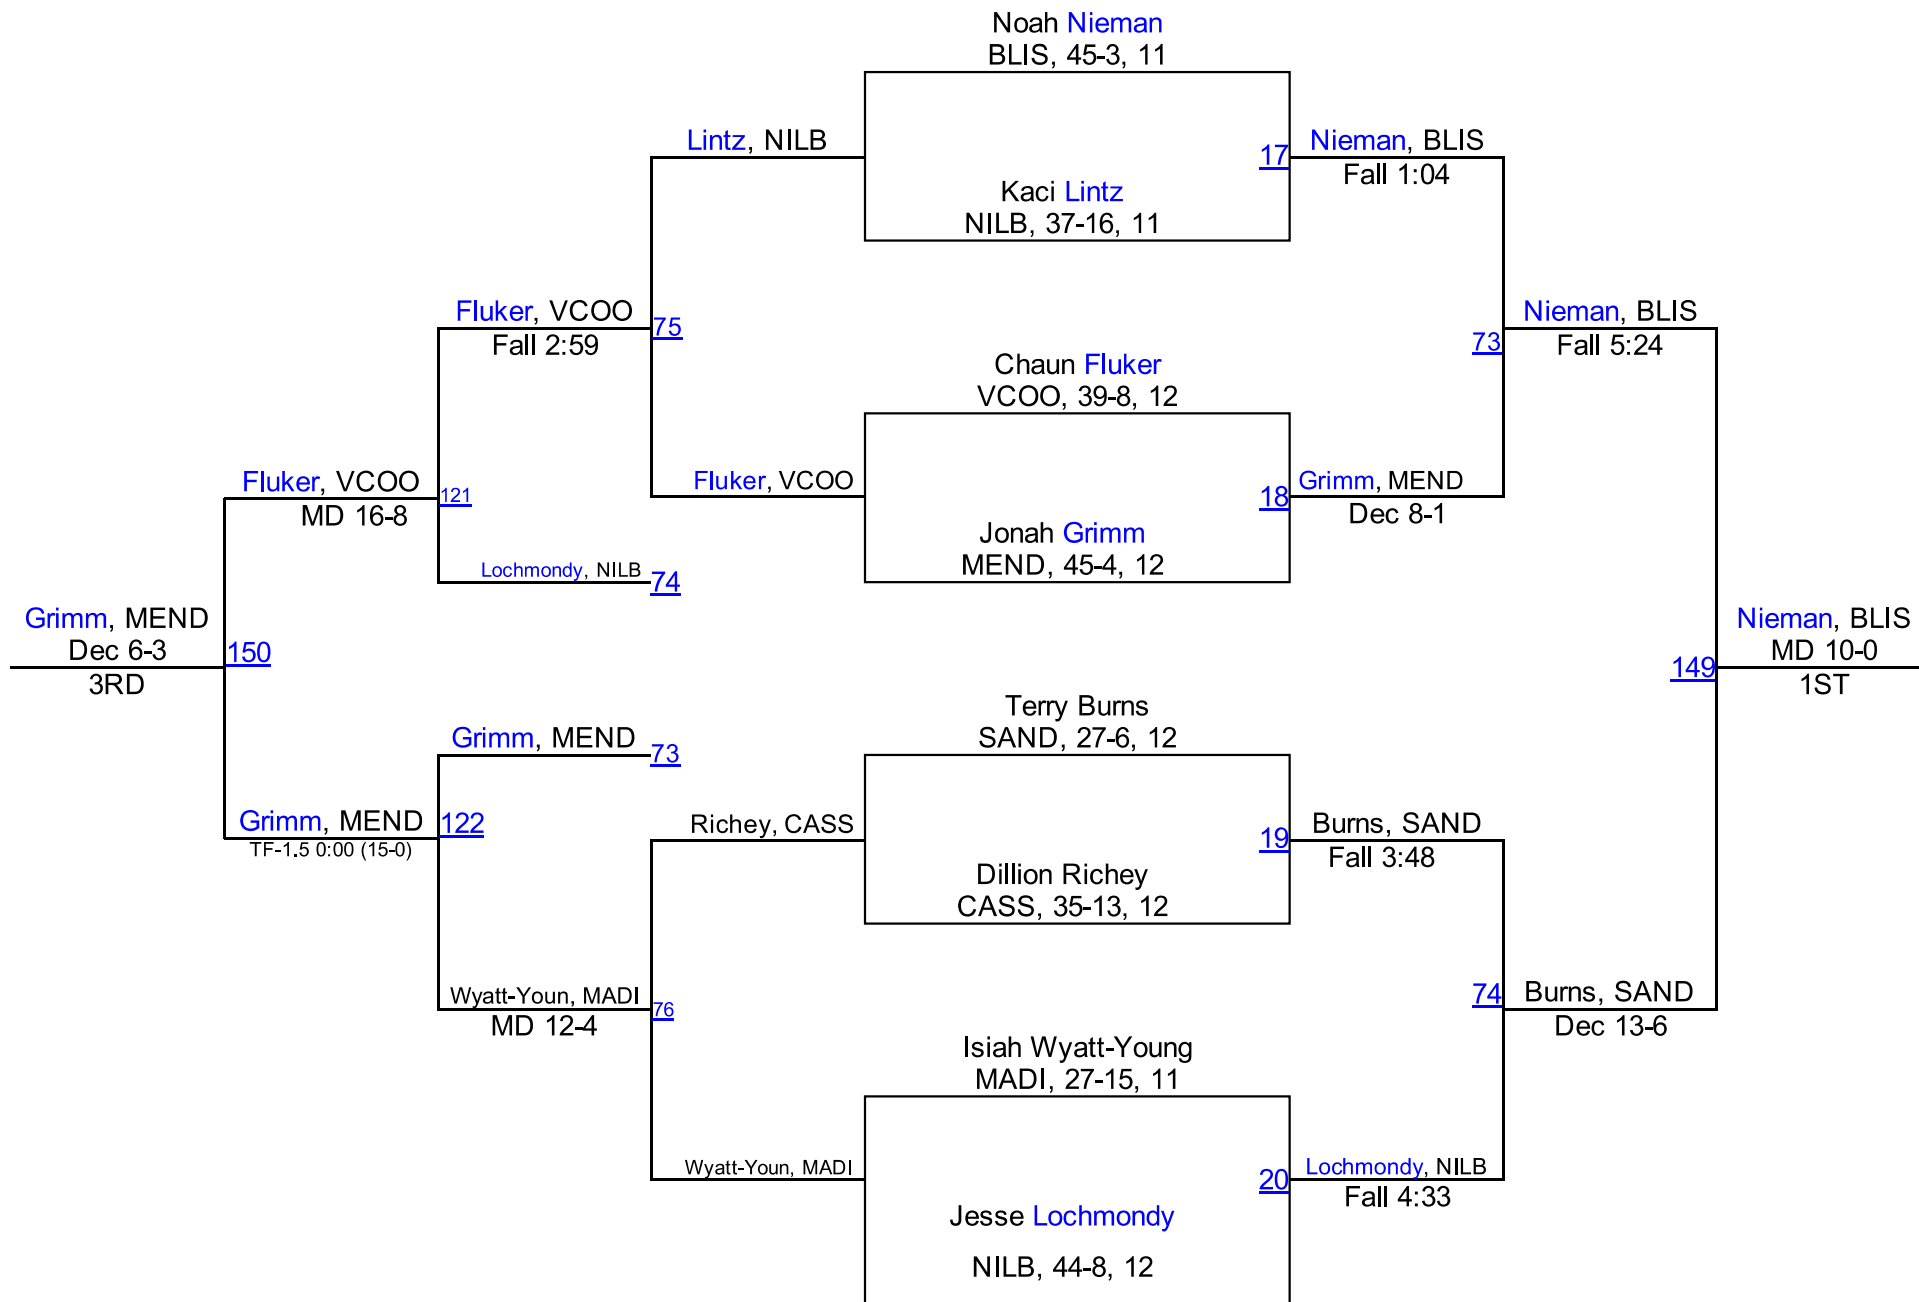 Noah Nieman
BLIS, 45-3, 11
Lintz, NILB
17
Nieman, BLIS
Fall 1:04
Kaci Lintz
NILB, 37-16, 11
Fluker, VCOO
Fall 2:59
75
73
Nieman, BLIS
Fall 5:24
Chaun Fluker
VCOO, 39-8, 12
Fluker, VCOO
MD 16-8
121
Fluker, VCOO
18
Grimm, MEND
Dec 8-1
Jonah Grimm
MEND, 45-4, 12
Lochmondy, NILB
74
Grimm, MEND
Dec 6-3
3RD
150
149
Nieman, BLIS
MD 10-0
1ST
Terry Burns
SAND, 27-6, 12
Grimm, MEND
73
Grimm, MEND
TF-1.5 0:00 (15-0)
122
Richey, CASS
19
Burns, SAND
Fall 3:48
Dillion Richey
CASS, 35-13, 12
Wyatt-Youn, MADI
MD 12-4
76
74
Burns, SAND
Dec 13-6
Isiah Wyatt-Young
MADI, 27-15, 11
Wyatt-Youn, MADI
20
Lochmondy, NILB
Fall 4:33
Jesse Lochmondy
NILB, 44-8, 12